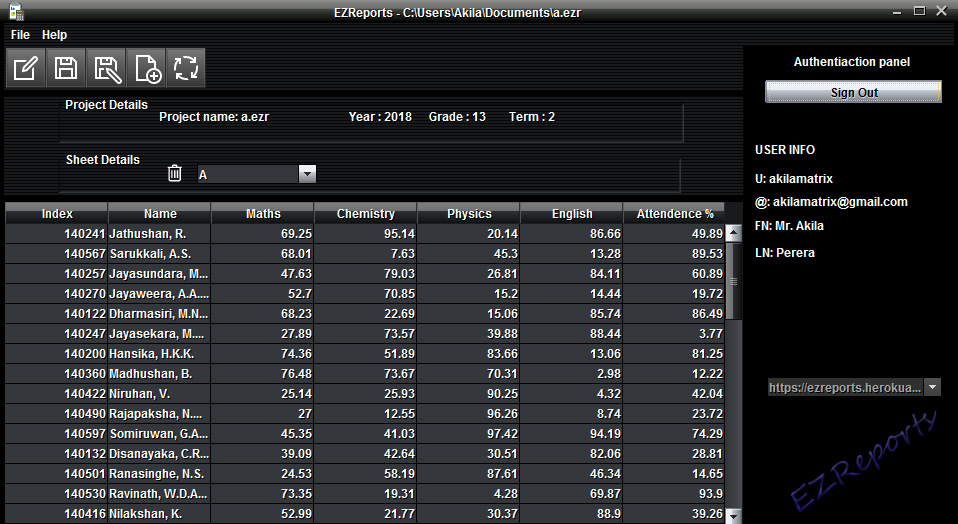 EZReports - C:\Users\Akila\Documents\a.ezr
File Help
Authentiaction panel
Sign Out
Project Details
Project name: a.ezr Year : 2018 Grade : 13 Term : 2
Sheet Details
A
USER INFO
U: akilamatrix
@: akilamatrix@gmail.com
FN: Mr. Akila
LN: Perera
Index Name Maths Chemistry Physics English Attendence %
140241 Jathushan, R. 69.25 95.14 20.14 86.66 49.89
140567 Sarukkali, A.S. 68.01 7.63 45.3 13.28 89.53
140257 Jayasundara, M... 47.63 79.03 26.81 84.11 60.89
140270 Jayaweera, A.A.... 52.7 70.85 15.2 14.44 19.72
140122 Dharmasiri, M.N... 68.23 22.69 15.06 85.74 86.49
140247 Jayasekara, M.... 27.89 73.57 39.88 88.44 3.77
140200 Hansika, H.K.K. 74.36 51.89 83.66 13.06 81.25
140360 Madhushan, B. 76.48 73.67 70.31 2.98 12.22
140422 Niruhan, V. 25.14 25.93 90.25 4.32 42.04
140490 Rajapaksha, N.... 27 12.55 96.26 8.74 23.72
140597 Somiruwan, G.A... 45.35 41.03 97.42 94.19 74.29
140132 Disanayaka, C.R... 39.09 42.64 30.51 82.06 28.81
140501 Ranasinghe, N.S. 24.53 58.19 87.61 46.34 14.65
140530 Ravinath, W.D.A... 73.35 19.31 4.28 69.87 93.9
140416 Nilakshan, K. 52.99 21.77 30.37 88.9 39.26
https://ezreports.herokua...
EZReports